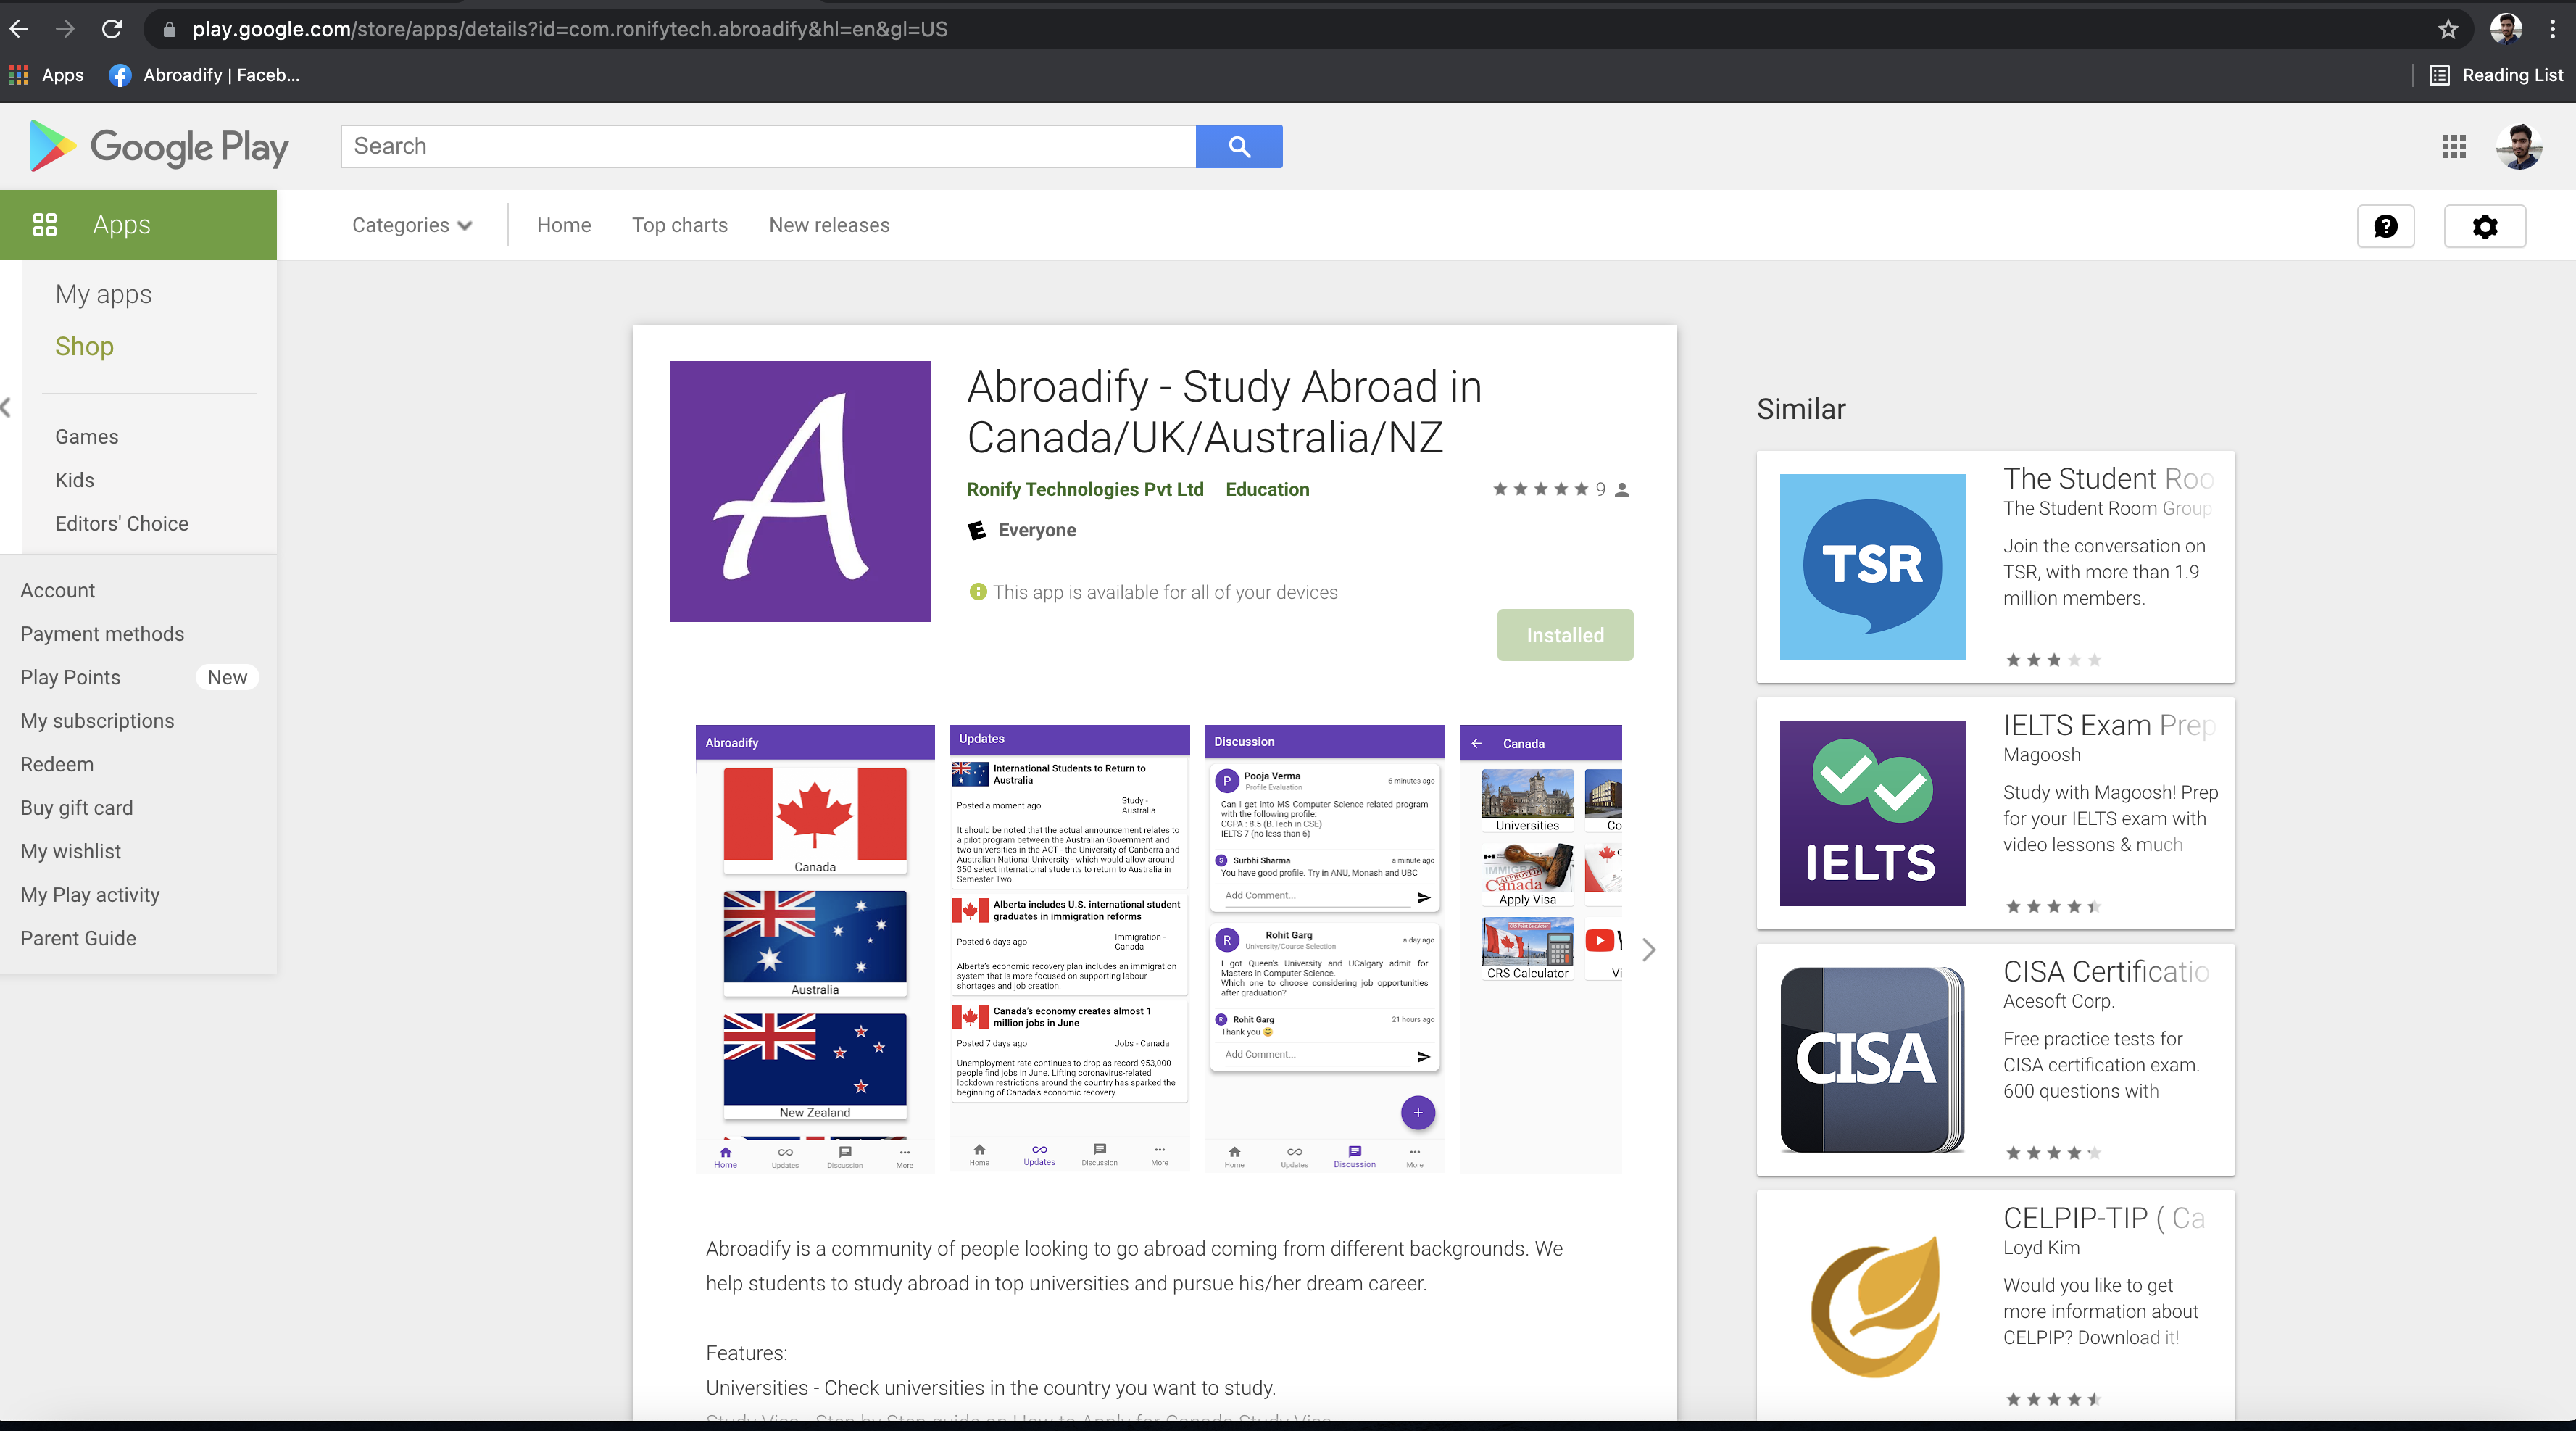 play.google.com/store/apps/details?id=com.ronifytech.abroadify&hl=en&gl=US
Apps
Abroadify | Faceb...
Reading List
Google Play
Search
Apps
Categories
Home
Top charts
New releases
My apps
Shop
Games
Kids
Editors' Choice
Account
Payment methods
Play Points
New
My subscriptions
Redeem
Buy gift card
My wishlist
My Play activity
Parent Guide
A
Abroadify - Study Abroad in
Canada/UK/Australia/NZ
Ronify Technologies Pvt Ltd
Education
9
E
Everyone
This app is available for all of your devices
Installed
Abroadify
Canada
Australia
New Zealand
Home
Updates
Discussion
More
Updates
International Students to Return to
Australia
Posted a moment ago
Study -
Australia
It should be noted that the actual announcement relates to
a pilot program between the Australian Government and
two universities in the ACT - the University of Canberra and
Australian National University - which would allow around
350 select international students to return to Australia in
Semester Two.
Alberta includes U.S. international student
graduates in immigration reforms
Posted 6 days ago
Immigration -
Canada
Alberta's economic recovery plan includes an immigration
system that is more focused on supporting labour
shortages and job creation.
Canada's economy creates almost 1
million jobs in June
Posted 7 days ago
Jobs - Canada
Unemployment rate continues to drop as record 953,000
people find jobs in June. Lifting coronavirus-related
lockdown restrictions around the country has sparked the
beginning of Canada's economic recovery.
Home
Updates
Discussion
More
Discussion
P
Pooja Verma
6 minutes ago
Profile Evaluation
Can I get into MS Computer Science related program
with the following profile:
CGPA : 8.5 (B.Tech in CSE)
IELTS 7 (no less than 6)
S
Surbhi Sharma
a minute ago
You have good profile. Try in ANU, Monash and UBC
Add Comment...
R
Rohit Garg
a day ago
University/Course Selection
I got Queen's University and UCalgary admit for
Masters in Computer Science.
Which one to choose considering job opportunities
after graduation?
R
Rohit Garg
21 hours ago
Thank you 😀
Add Comment...
+
Home
Updates
Discussion
More
Canada
Universities
Co
IMMIG
APPROVED
Canada
Apply Visa
CRS Calculator
Vi
Abroadify is a community of people looking to go abroad coming from different backgrounds. We
help students to study abroad in top universities and pursue his/her dream career.
Features:
Universities - Check universities in the country you want to study.
Study Visa - Step by Step guide on How to Apply for Canada Study Visa
Similar
TSR
The Student Roo
The Student Room Group
Join the conversation on
TSR, with more than 1.9
million members.
IELTS
IELTS Exam Prep
Magoosh
Study with Magoosh! Prep
for your IELTS exam with
video lessons & much
CISA
CISA Certificatio
Acesoft Corp.
Free practice tests for
CISA certification exam.
600 questions with
CELPIP-TIP ( Ca
Loyd Kim
Would you like to get
more information about
CELPIP? Download it!